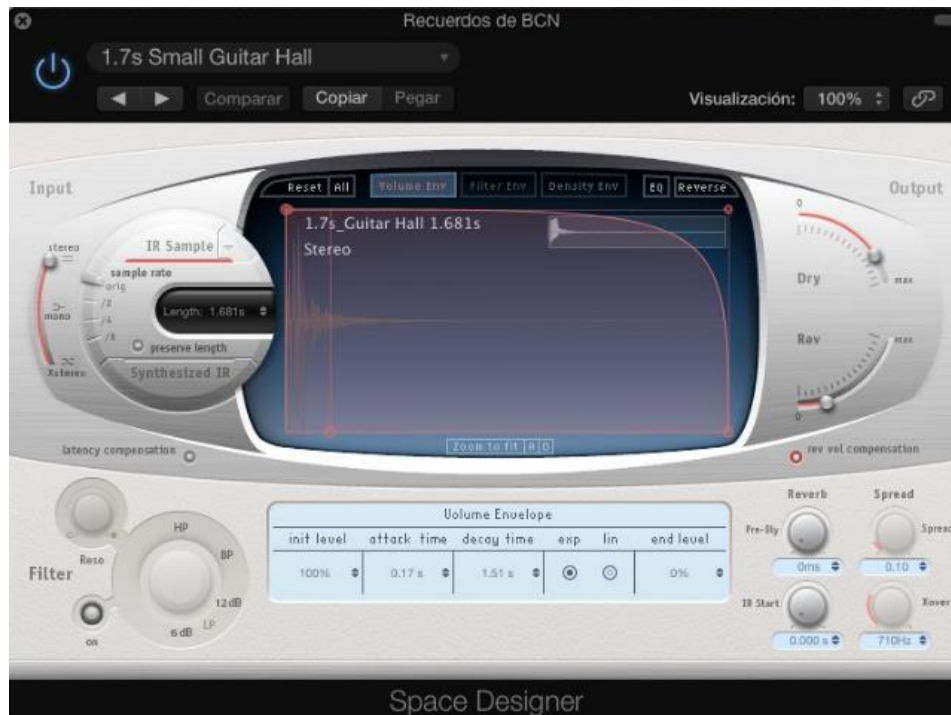 Recuerdos de BCN
1.7s Small Guitar Hall
Comparar Copiar Pegar Visualización: 100%
Input Output
Reset All Volume Env Filter Env Density Env EQ Reverse
1.7s_Guitar Hall 1.681s
Stereo
stereo
mono
Xstereo
IR Sample
sample rate
orig
/2
/4
/8
Length: 1.681s
preserve length
Synthesized IR
0
max
Dry
Rev
max
0
Zoom to fit A D
latency compensation
rev vol compensation
Filter
Reso
on
HP
BP
12dB
LP
6dB
Volume Envelope
init level attack time decay time exp lin end level
100% 0.17 s 1.51 s 0%
Reverb Spread
Pre-Dly Spread
0ms 0.10
IR Start Xover
0.000 s 710Hz
Space Designer